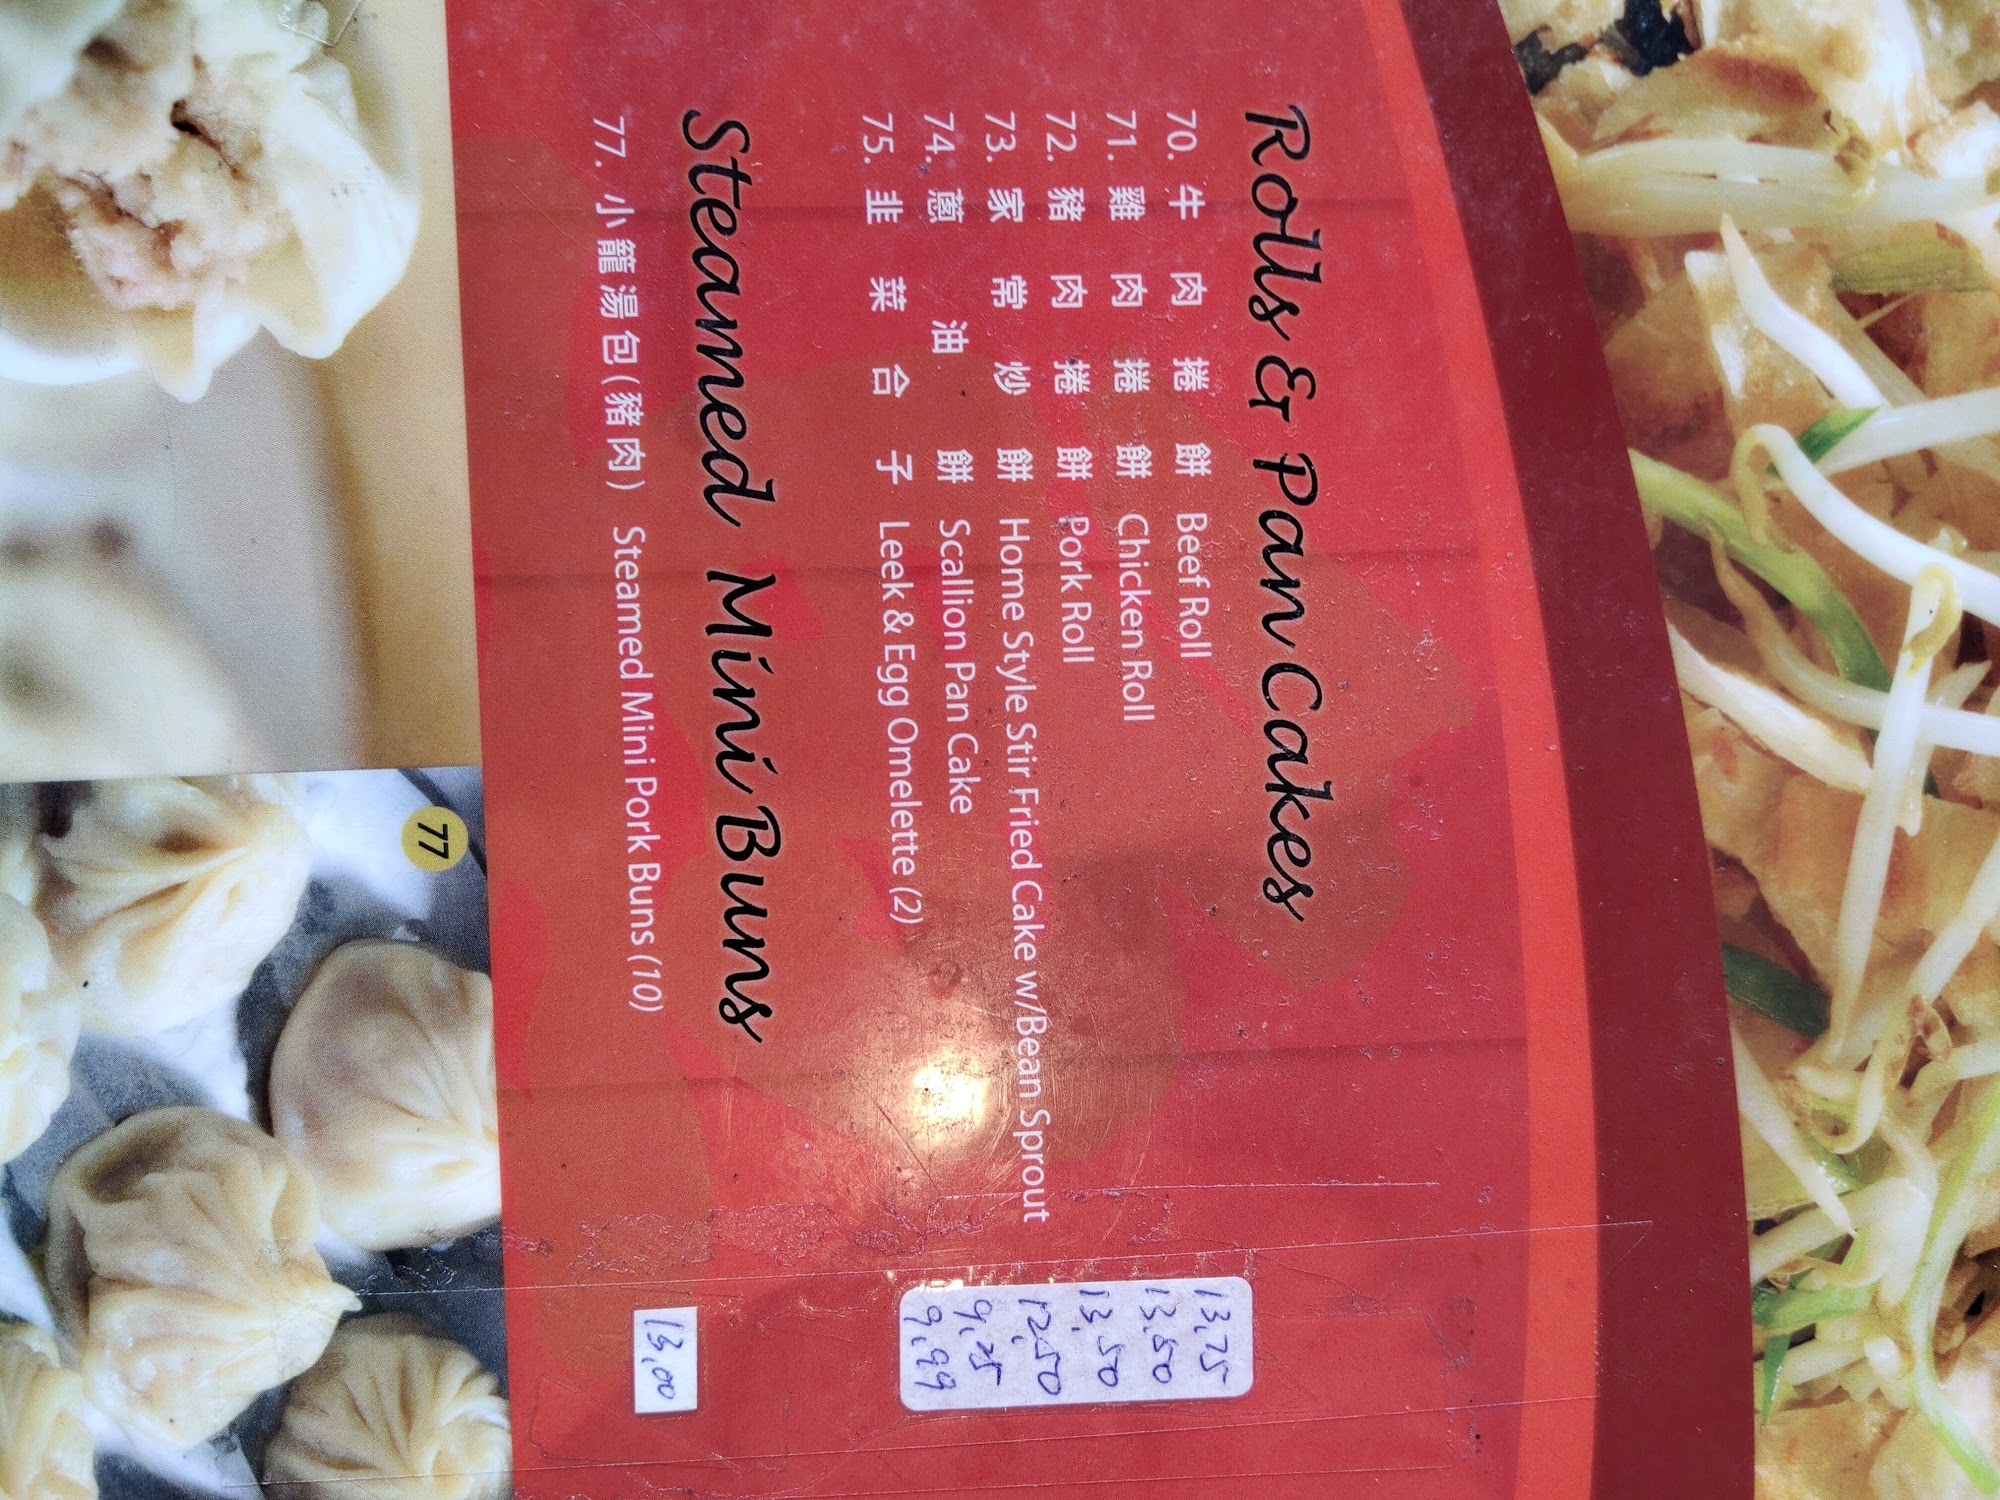 Rolls & Pan Cakes
70. 牛肉捲餅 Beef Roll 13.75
71. 雞肉捲餅 Chicken Roll 13.50
72. 豬肉捲餅 Pork Roll 13.50
73. 家常炒餅 Home Style Stir Fried Cake w/Bean Sprout 12.50
74. 蔥油餅 Scallion Pan Cake 9.25
75. 韭菜合子 Leek & Egg Omelette (2) 9.99
Steamed Mini Buns
77. 小籠湯包(豬肉) Steamed Mini Pork Buns (10) 13.00
77